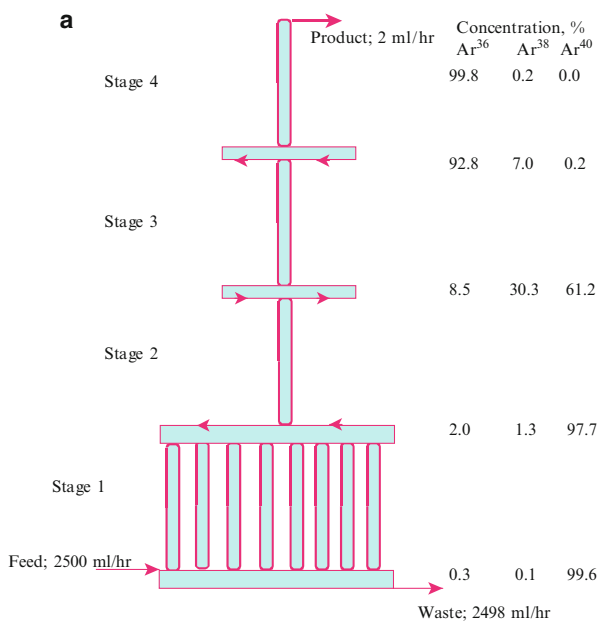 a
Product; 2 ml/hr
Concentration, %
Ar³⁶ Ar³⁸ Ar⁴⁰
Stage 4
99.8 0.2 0.0
92.8 7.0 0.2
Stage 3
8.5 30.3 61.2
Stage 2
2.0 1.3 97.7
Stage 1
Feed; 2500 ml/hr
0.3 0.1 99.6
Waste; 2498 ml/hr